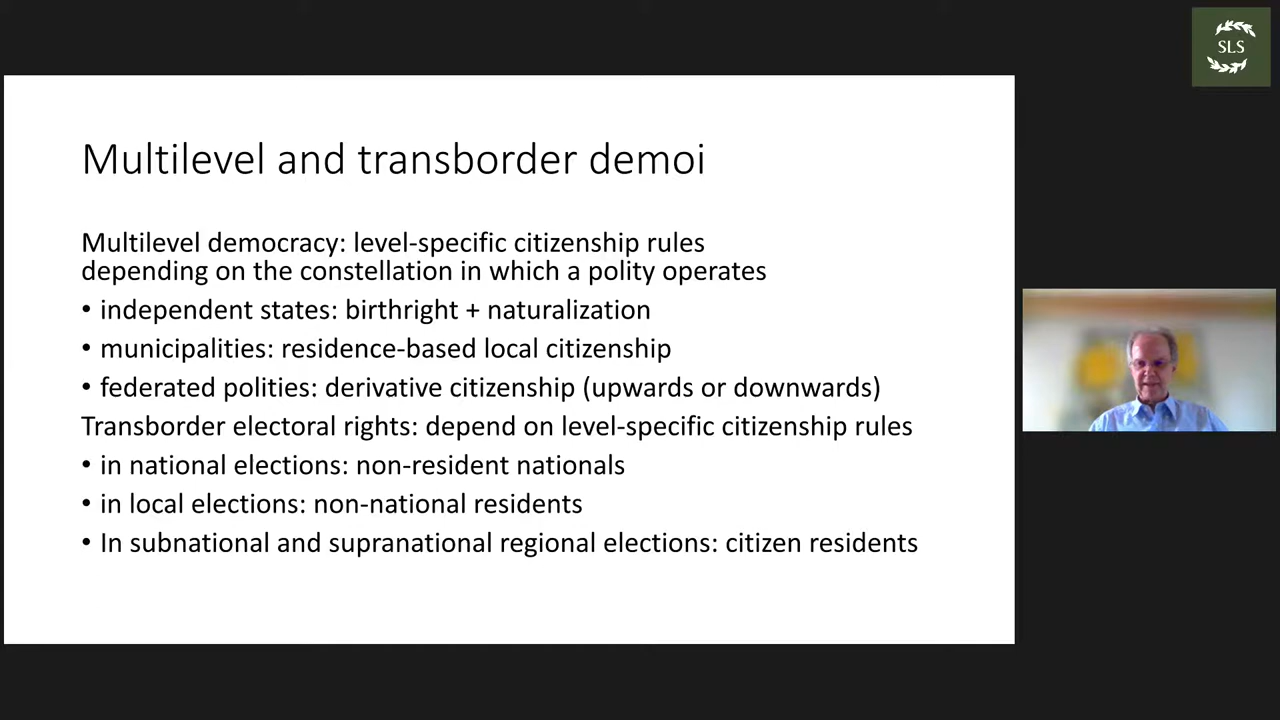 SLS
Multilevel and transborder demoi
Multilevel democracy: level-specific citizenship rules
depending on the constellation in which a polity operates
• independent states: birthright + naturalization
• municipalities: residence-based local citizenship
• federated polities: derivative citizenship (upwards or downwards)
Transborder electoral rights: depend on level-specific citizenship rules
• in national elections: non-resident nationals
• in local elections: non-national residents
• In subnational and supranational regional elections: citizen residents